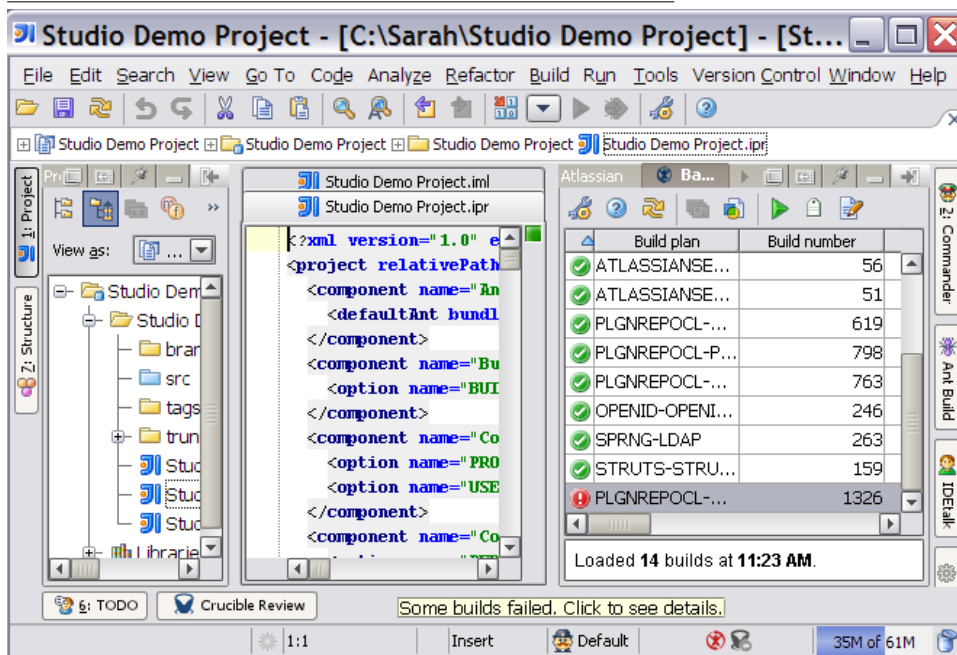 Studio Demo Project - [C:\Sarah\Studio Demo Project] - [St...
File Edit Search View Go To Code Analyze Refactor Build Run Tools Version Control Window Help
Studio Demo Project Studio Demo Project Studio Demo Project Studio Demo Project.ipr
1: Project
Z: Structure
View as: ...
Studio Dem
Studio D
bran
src
tags
trun
Stud
Stud
Stud
Librarie
Studio Demo Project.iml
Studio Demo Project.ipr
<?xml version="1.0" e
<project relativePath
<component name="An
<defaultAnt bundl
</component>
<component name="Bu
<option name="BUI
</component>
<component name="Co
<option name="PRO
<option name="USE
</component>
<component name="Co
Atlassian Ba...
Build plan Build number
ATLASSIANSE... 56
ATLASSIANSE... 51
PLGNREPOCL-... 619
PLGNREPOCL-P... 798
PLGNREPOCL-... 763
OPENID-OPENI... 246
SPRNG-LDAP 263
STRUTS-STRU... 159
PLGNREPOCL-... 1326
Loaded 14 builds at 11:23 AM.
2: Commander
Ant Build
IDEtalk
6: TODO Crucible Review Some builds failed. Click to see details.
1:1 Insert Default 35M of 61M